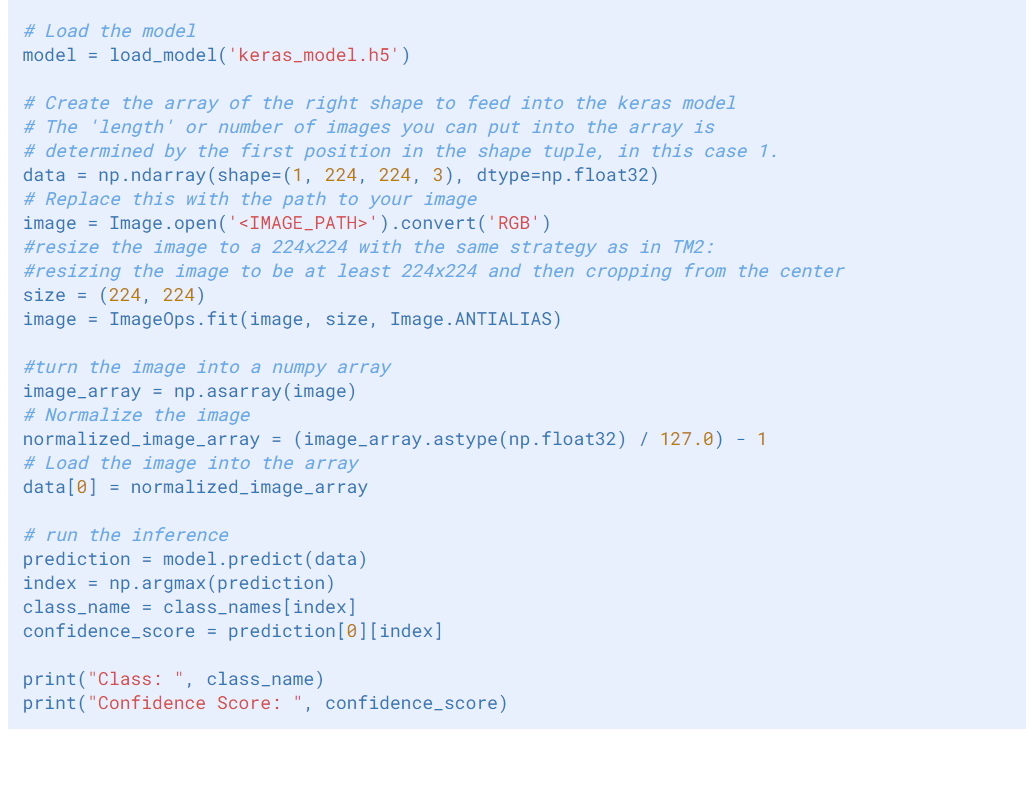 # Load the model
model = load_model('keras_model.h5')
# Create the array of the right shape to feed into the keras model
# The 'length' or number of images you can put into the array is
# determined by the first position in the shape tuple, in this case 1.
data = np.ndarray(shape=(1, 224, 224, 3), dtype=np.float32)
# Replace this with the path to your image
image = Image.open('<IMAGE_PATH>').convert('RGB')
#resize the image to a 224x224 with the same strategy as in TM2:
#resizing the image to be at least 224x224 and then cropping from the center
size = (224, 224)
image = ImageOps.fit(image, size, Image.ANTIALIAS)
#turn the image into a numpy array
image_array = np.asarray(image)
# Normalize the image
normalized_image_array = (image_array.astype(np.float32) / 127.0) - 1
# Load the image into the array
data[0] = normalized_image_array
# run the inference
prediction = model.predict(data)
index = np.argmax(prediction)
class_name = class_names[index]
confidence_score = prediction[0][index]
print("Class: ", class_name)
print("Confidence Score: ", confidence_score)